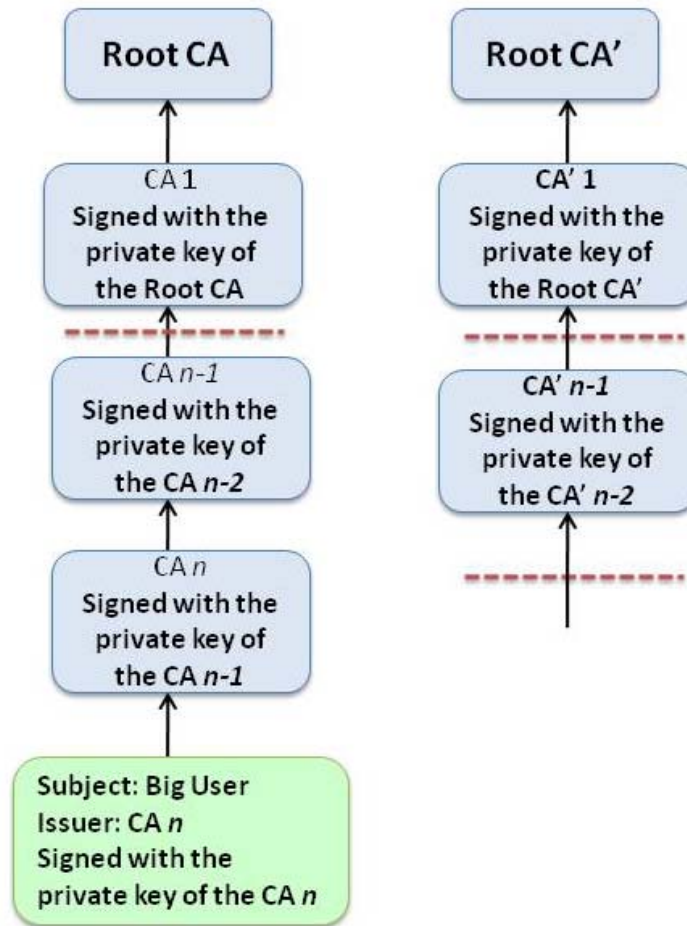 Root CA
CA 1
Signed with the
private key of
the Root CA
CA n-1
Signed with the
private key of
the CA n-2
CA n
Signed with the
private key of
the CA n-1
Subject: Big User
Issuer: CA n
Signed with the
private key of the CA n
Root CA’
CA’ 1
Signed with the
private key of
the Root CA’
CA’ n-1
Signed with the
private key of
the CA’ n-2